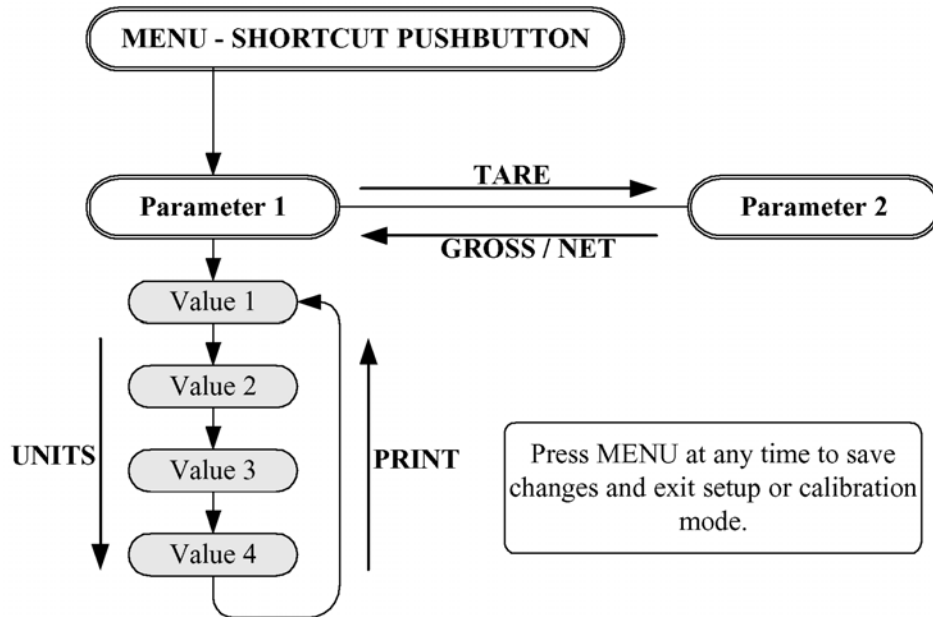 MENU - SHORTCUT PUSHBUTTON
TARE
Parameter 1
Parameter 2
GROSS / NET
Value 1
Value 2
UNITS
PRINT
Value 3
Value 4
Press MENU at any time to save
changes and exit setup or calibration
mode.